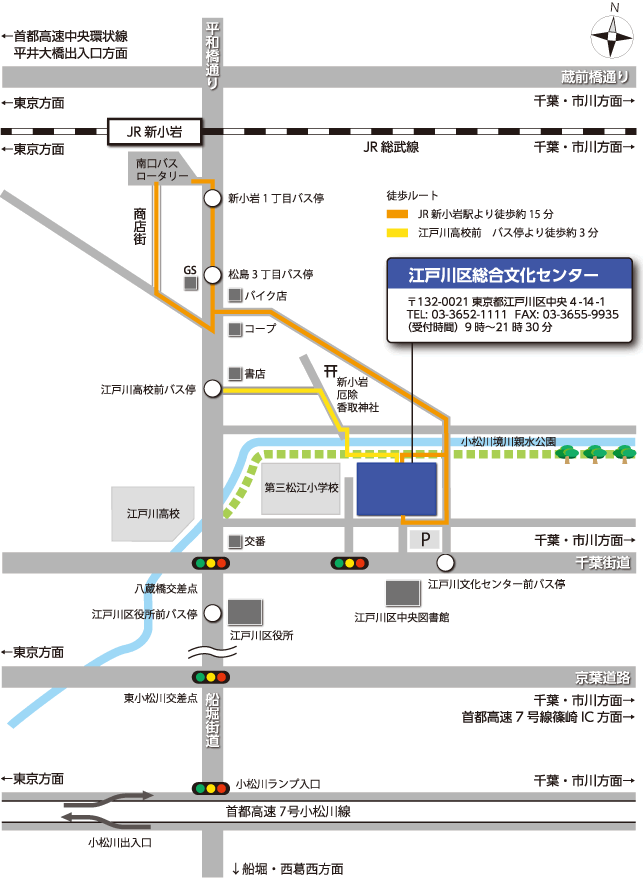 N
←首都高速中央環状線
平井大橋出入口方面
平和橋通り
蔵前橋通り
←東京方面
千葉・市川方面→
JR 新小岩
JR 総武線
←東京方面
千葉・市川方面→
南口バス
ロータリー
商店街
新小岩1丁目バス停
徒歩ルート
JR新小岩駅より徒歩約15分
江戸川高校前 バス停より徒歩約3分
GS
松島3丁目バス停
バイク店
コープ
江戸川区総合文化センター
〒132-0021 東京都江戸川区中央4-14-1
TEL: 03-3652-1111 FAX: 03-3655-9935
（受付時間）9時～21時30分
書店
江戸川高校前バス停
新小岩
厄除
香取神社
小松川境川親水公園
第三松江小学校
江戸川高校
交番
P
千葉・市川方面→
千葉街道
八蔵橋交差点
江戸川文化センター前バス停
江戸川区役所前バス停
江戸川区役所
江戸川区中央図書館
←東京方面
京葉道路
東小松川交差点
船堀街道
千葉・市川方面→
首都高速7号線篠崎IC方面→
←東京方面
小松川ランプ入口
千葉・市川方面→
首都高速7号小松川線
小松川出入口
↓船堀・西葛西方面